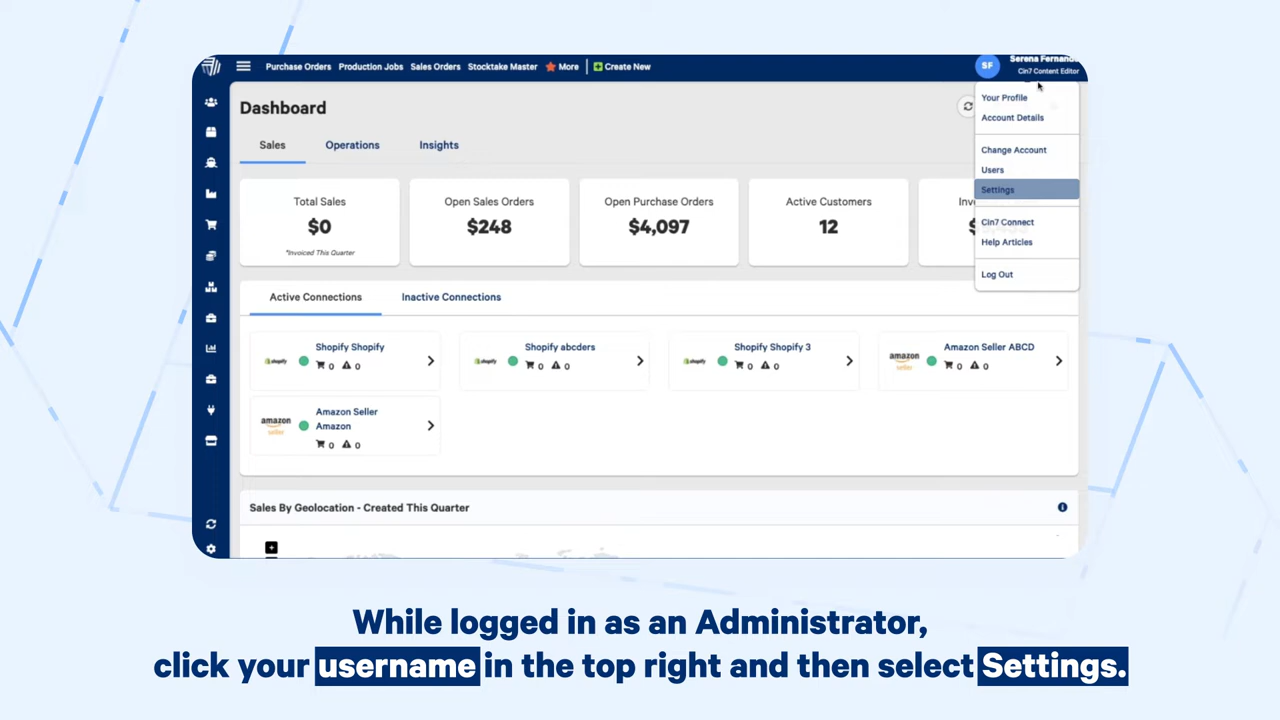 Purchase Orders Production Jobs Sales Orders Stocktake Master More Create New
SF
Cin7 Content Editor
Dashboard
Your Profile
Account Details
Change Account
Users
Settings
Cin7 Connect
Help Articles
Log Out
Sales Operations Insights
Total Sales
$0
*Invoiced This Quarter
Open Sales Orders
$248
Open Purchase Orders
$4,097
Active Customers
12
Active Connections Inactive Connections
shopify
Shopify Shopify
0 0
shopify
Shopify abcders
0 0
shopify
Shopify Shopify 3
0 0
amazon
seller
Amazon Seller ABCD
0 0
amazon
seller
Amazon Seller
Amazon
0 0
Sales By Geolocation - Created This Quarter
While logged in as an Administrator,
click your username in the top right and then select Settings.